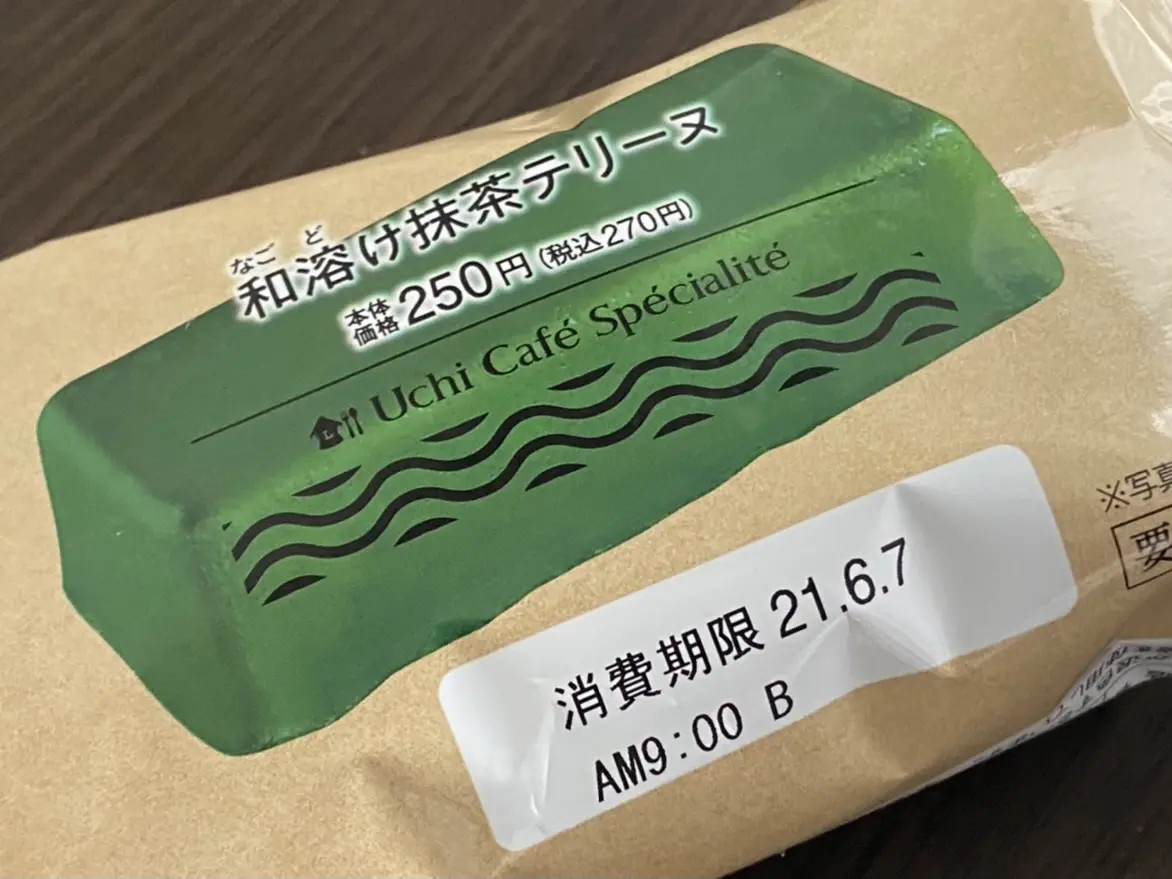 なごど
和溶け抹茶テリーヌ
本体価格 250円(税込270円)
Uchi Café Spécialité
消費期限 21.6.7
AM9:00 B
※写真
要